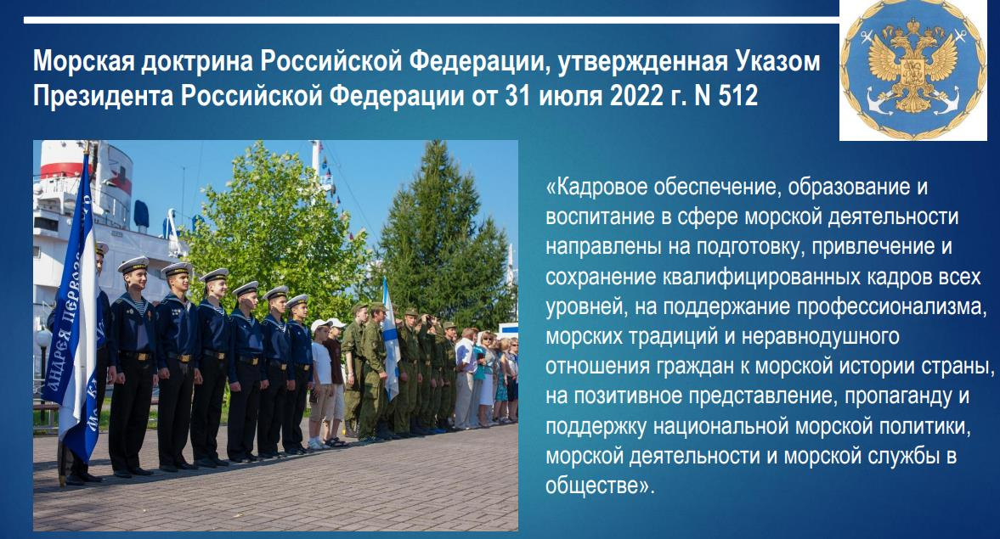 Морская доктрина Российской Федерации, утвержденная Указом
Президента Российской Федерации от 31 июля 2022 г. N 512
«Кадровое обеспечение, образование и
воспитание в сфере морской деятельности
направлены на подготовку, привлечение и
сохранение квалифицированных кадров всех
уровней, на поддержание профессионализма,
морских традиций и неравнодушного
отношения граждан к морской истории страны,
на позитивное представление, пропаганду и
поддержку национальной морской политики,
морской деятельности и морской службы в
обществе».
АНДРЕЯ ПЕРВОЗВ